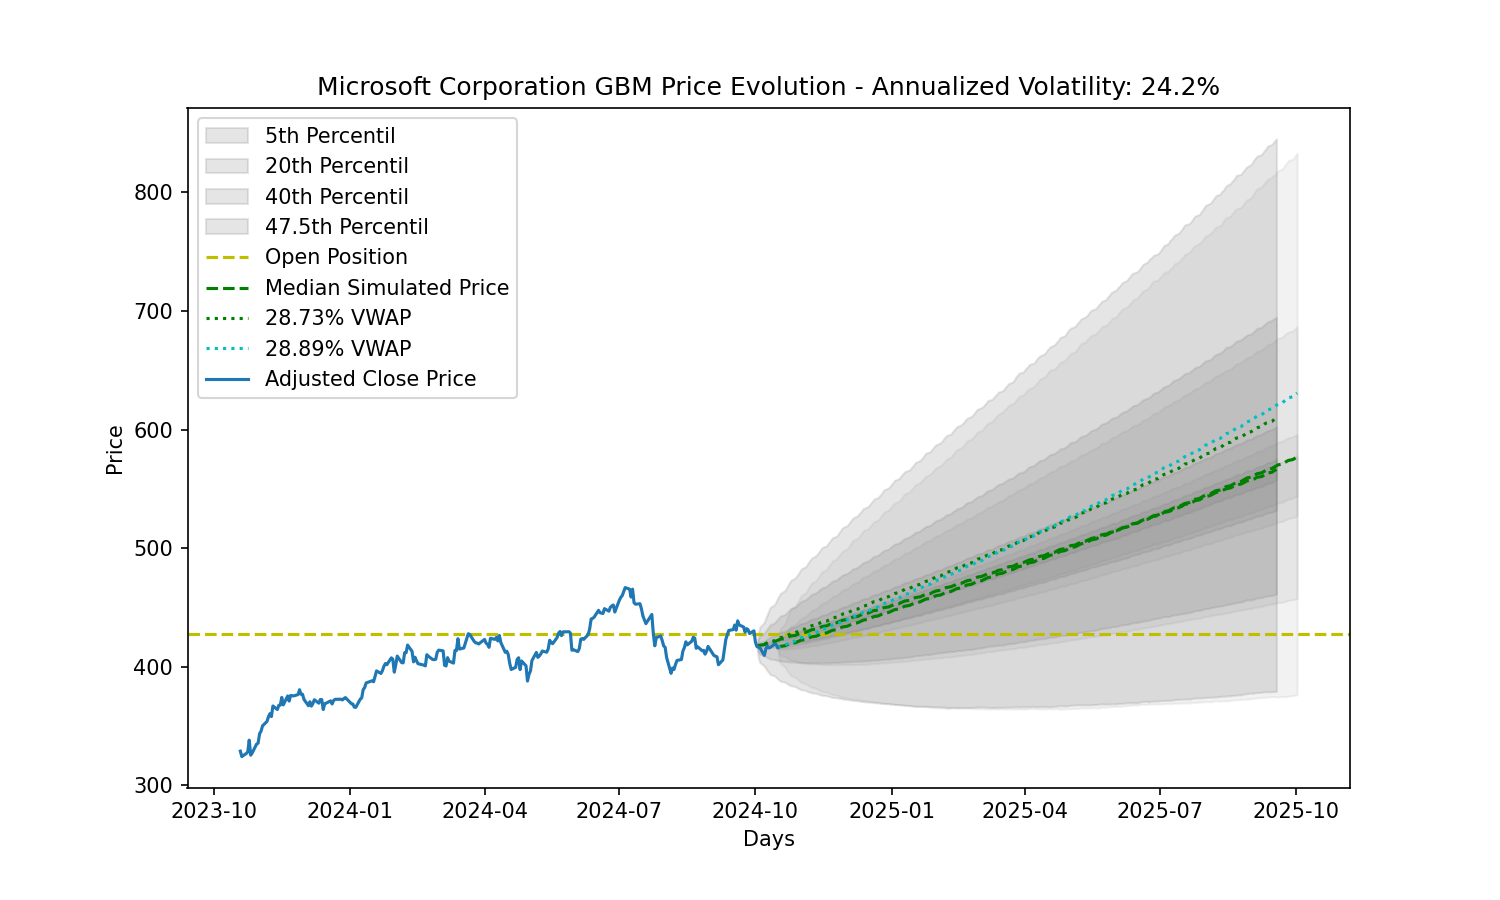 Microsoft Corporation GBM Price Evolution - Annualized Volatility: 24.2%
5th Percentil
20th Percentil
40th Percentil
47.5th Percentil
Open Position
Median Simulated Price
28.73% VWAP
28.89% VWAP
Adjusted Close Price
Price
800
700
600
500
400
300
2023-10 2024-01 2024-04 2024-07 2024-10 2025-01 2025-04 2025-07 2025-10
Days